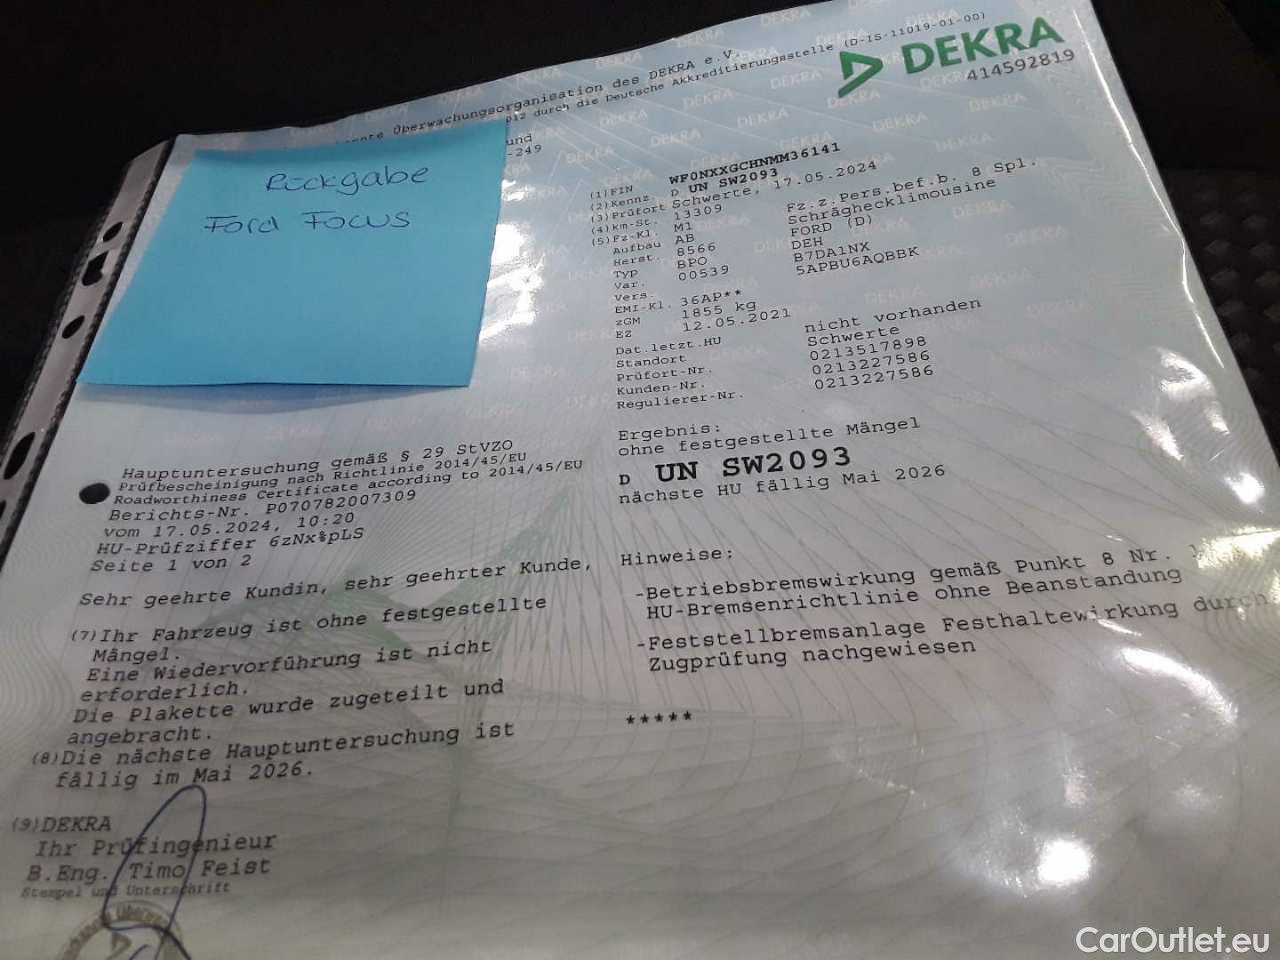 DEKRA
414592819
Überwachungsorganisation des DEKRA e.V.
durch die Deutsche Akkreditierungsstelle (D-IS-11019-01-00)
und
-249
Rückgabe
Ford Focus
(1)FIN WF0NXXGCHNMM36141
(2)Kennz D UN SW2093
(3)Prüfort Schwerte, 17.05.2024
(4)km-St. 13309
(5)Fz-Kl. M1 Fz.z.Pers.bef.b. 8 Spl.
Aufbau AB Schräghecklimousine
Herst. 8566 FORD (D)
Typ BPO DEH
Var. 00539 B7DA1NX
Vers. 5APBU6AQBBK
EMI-Kl. 36AP**
zGM 1855 kg
EZ 12.05.2021
Dat.letzt.HU nicht vorhanden
Standort Schwerte
Prüfort-Nr. 0213517898
Kunden-Nr. 0213227586
Regulierer-Nr. 0213227586
Ergebnis:
ohne festgestellte Mängel
D UN SW2093
nächste HU fällig Mai 2026
Hinweise:
-Betriebsbremswirkung gemäß Punkt 8 Nr.
HU-Bremsenrichtlinie ohne Beanstandung
-Feststellbremsanlage Festhaltewirkung durch
Zugprüfung nachgewiesen
*****
Hauptuntersuchung gemäß § 29 StVZO
Prüfbescheinigung nach Richtlinie 2014/45/EU
Roadworthiness Certificate according to 2014/45/EU
Berichts-Nr. P070782007309
vom 17.05.2024, 10:20
HU-Prüfziffer 6zNx%pLS
Seite 1 von 2
Sehr geehrte Kundin, sehr geehrter Kunde,
(7)Ihr Fahrzeug ist ohne festgestellte
Mängel.
Eine Wiedervorführung ist nicht
erforderlich.
Die Plakette wurde zugeteilt und
angebracht.
(8)Die nächste Hauptuntersuchung ist
fällig im Mai 2026.
(9)DEKRA
Ihr Prüfingenieur
B.Eng. Timo Feist
Stempel und Unterschrift
CarOutlet.eu